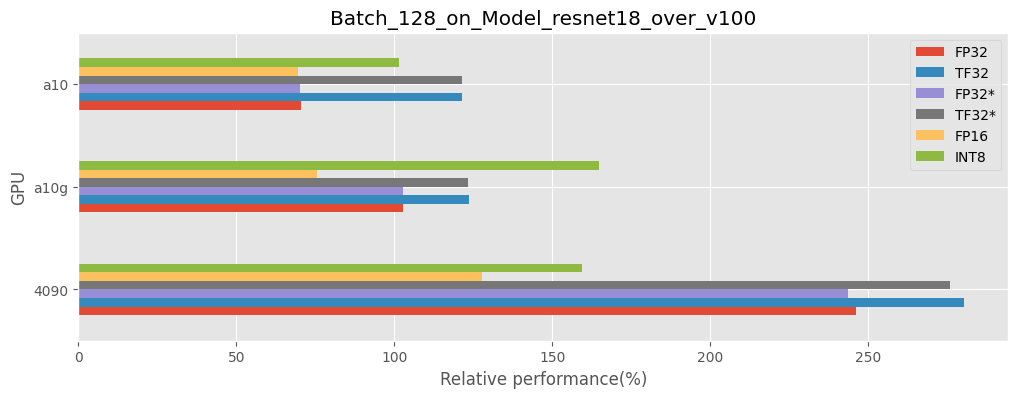 Batch_128_on_Model_resnet18_over_v100
FP32
TF32
FP32*
TF32*
FP16
INT8
GPU
a10
a10g
4090
0 50 100 150 200 250
Relative performance(%)